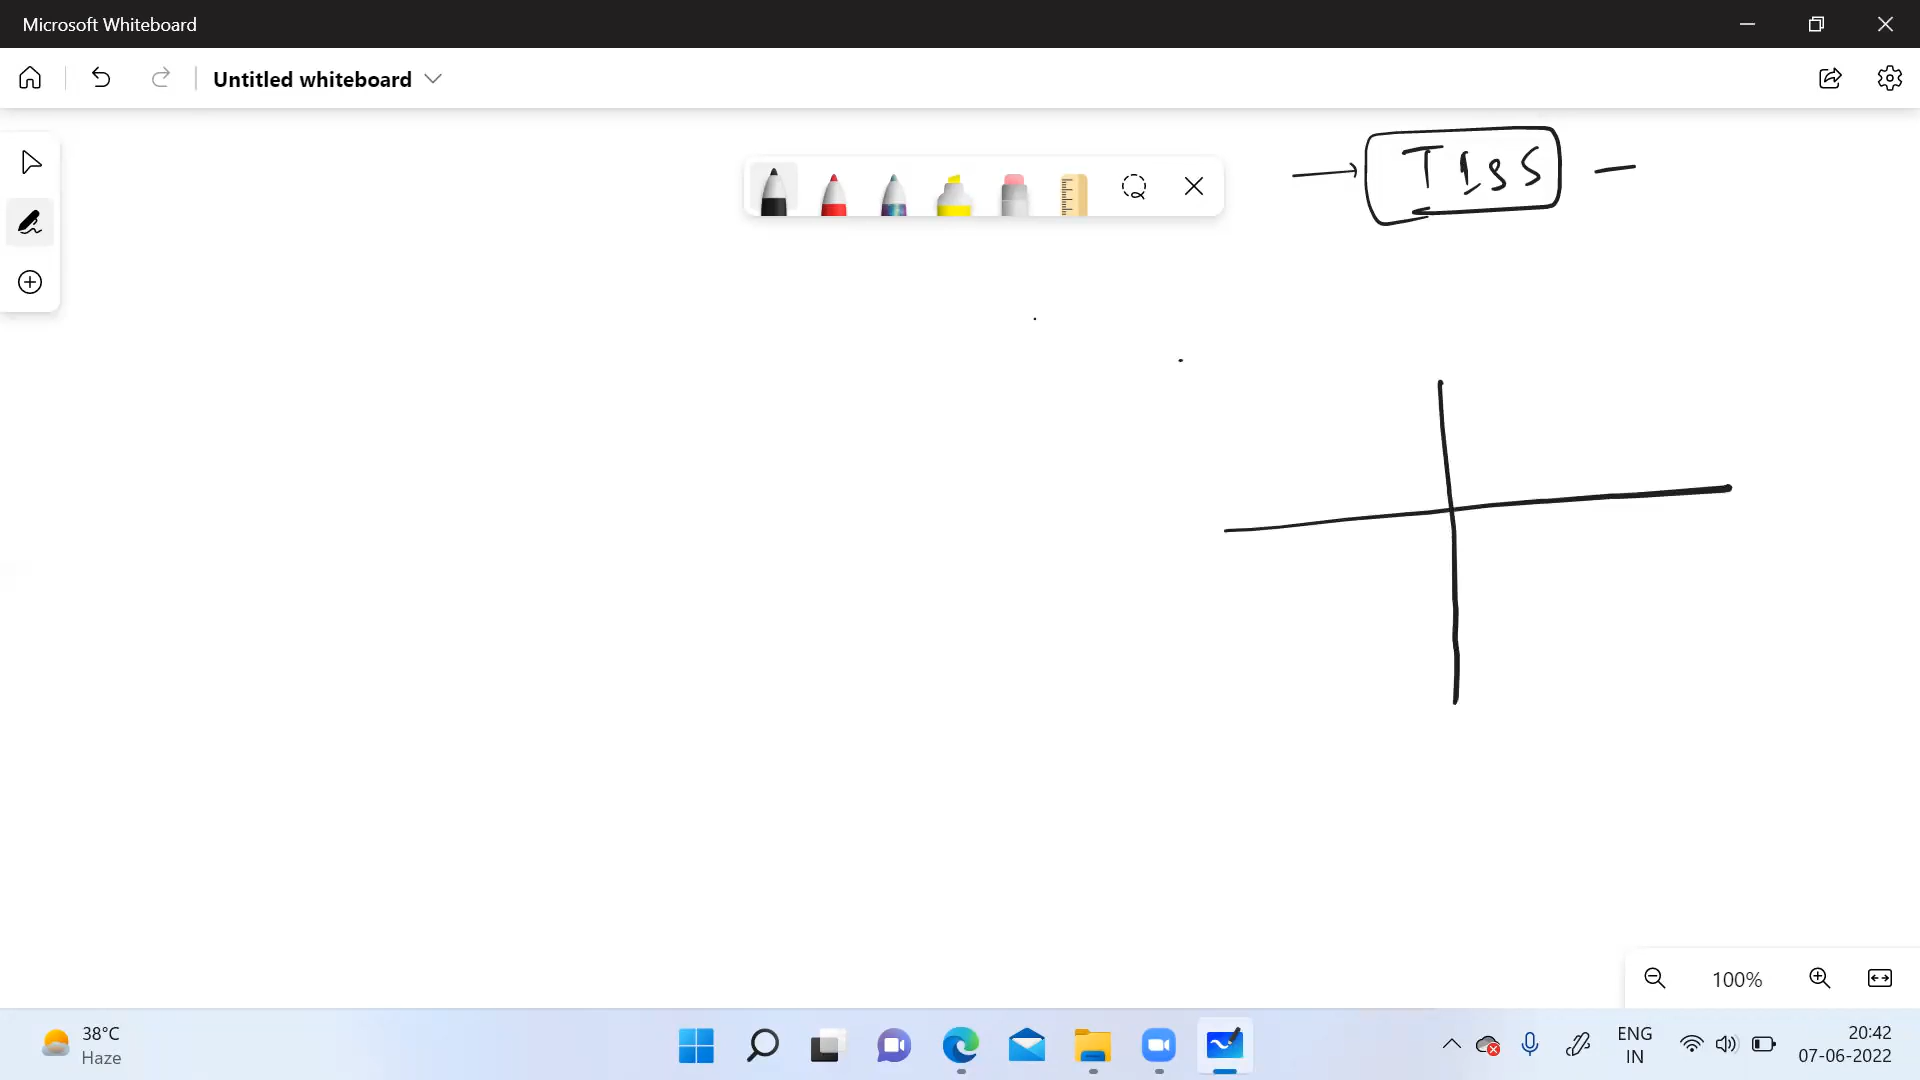 Microsoft Whiteboard
Untitled whiteboard
→ TISS –
100%
38°C
Haze
ENG
IN
20:42
07-06-2022